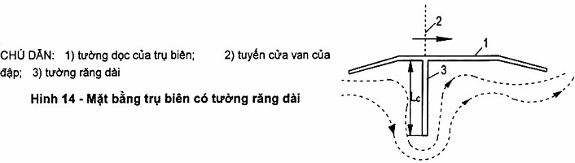 CHÚ DẪN: 1) tường dọc của trụ biên; 2) tuyến cửa van của
đập; 3) tường răng dài
Hình 14 - Mặt bằng trụ biên có tường răng dài
2
1
3
Lc